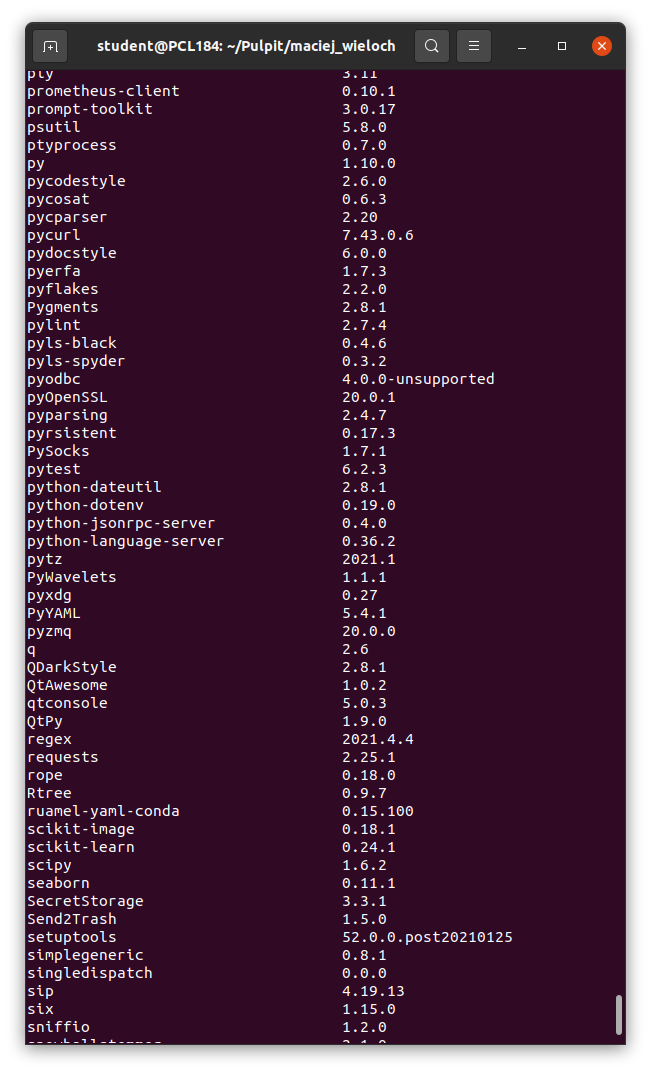 student@PCL184: ~/Pulpit/maciej_wieloch
ply 3.11
prometheus-client 0.10.1
prompt-toolkit 3.0.17
psutil 5.8.0
ptyprocess 0.7.0
py 1.10.0
pycodestyle 2.6.0
pycosat 0.6.3
pycparser 2.20
pycurl 7.43.0.6
pydocstyle 6.0.0
pyerfa 1.7.3
pyflakes 2.2.0
Pygments 2.8.1
pylint 2.7.4
pyls-black 0.4.6
pyls-spyder 0.3.2
pyodbc 4.0.0-unsupported
pyOpenSSL 20.0.1
pyparsing 2.4.7
pyrsistent 0.17.3
PySocks 1.7.1
pytest 6.2.3
python-dateutil 2.8.1
python-dotenv 0.19.0
python-jsonrpc-server 0.4.0
python-language-server 0.36.2
pytz 2021.1
PyWavelets 1.1.1
pyxdg 0.27
PyYAML 5.4.1
pyzmq 20.0.0
q 2.6
QDarkStyle 2.8.1
QtAwesome 1.0.2
qtconsole 5.0.3
QtPy 1.9.0
regex 2021.4.4
requests 2.25.1
rope 0.18.0
Rtree 0.9.7
ruamel-yaml-conda 0.15.100
scikit-image 0.18.1
scikit-learn 0.24.1
scipy 1.6.2
seaborn 0.11.1
SecretStorage 3.3.1
Send2Trash 1.5.0
setuptools 52.0.0.post20210125
simplegeneric 0.8.1
singledispatch 0.0.0
sip 4.19.13
six 1.15.0
sniffio 1.2.0
snowballstemmer 2.1.0